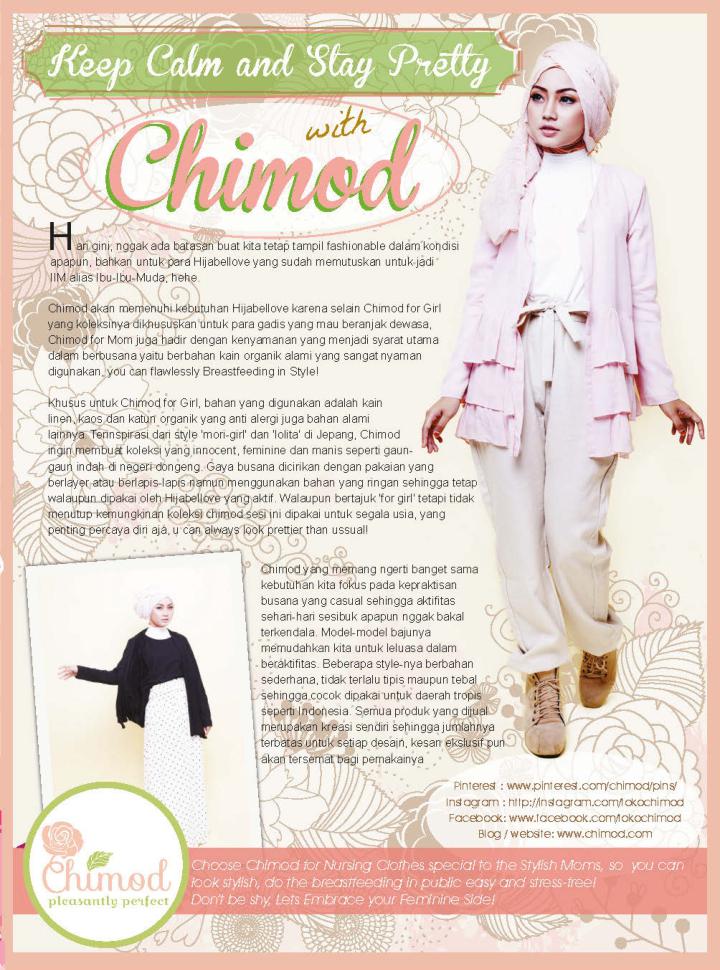 Keep Calm and Stay Pretty
with
Chimod
Hari gini, nggak ada batasan buat kita tetap tampil fashionable dalam kondisi
apapun, bahkan untuk para Hijabellove yang sudah memutuskan untuk jadi
IIM alias Ibu-Ibu-Muda, hehe.
Chimod akan memenuhi kebutuhan Hijabellove karena selain Chimod for Girl
yang koleksinya dikhususkan untuk para gadis yang mau beranjak dewasa,
Chimod for Mom juga hadir dengan kenyamanan yang menjadi syarat utama
dalam berbusana yaitu berbahan kain organik alami yang sangat nyaman
digunakan, you can flawlessly Breastfeeding in Style!
Khusus untuk Chimod for Girl, bahan yang digunakan adalah kain
linen, kaos dan katun organik yang anti alergi juga bahan alami
lainnya. Terinspirasi dari style 'mori-girl' dan 'lolita' di Jepang, Chimod
ingin membuat koleksi yang innocent, feminine dan manis seperti gaun-
gaun indah di negeri dongeng. Gaya busana dicirikan dengan pakaian yang
berlayer atau berlapis-lapis namun menggunakan bahan yang ringan sehingga tetap
walaupun dipakai oleh Hijabellove yang aktif. Walaupun bertajuk 'for girl' tetapi tidak
menutup kemungkinan koleksi chimod sesi ini dipakai untuk segala usia, yang
penting percaya diri aja, u can always look prettier than ussual!
Chimod yang memang ngerti banget sama
kebutuhan kita fokus pada kepraktisan
busana yang casual sehingga aktifitas
sehari-hari sesibuk apapun nggak bakal
terkendala. Model-model bajunya
memudahkan kita untuk leluasa dalam
beraktifitas. Beberapa style-nya berbahan
sederhana, tidak terlalu tipis maupun tebal
sehingga cocok dipakai untuk daerah tropis
seperti Indonesia. Semua produk yang dijual
merupakan kreasi sendiri sehingga jumlahnya
terbatas untuk setiap desain, kesan ekslusif pun
akan tersemat bagi pemakainya
Pinterest : www.pinterest.com/chimod/pins/
Instagram : http://instagram.com/tokochimod
Facebook: www.facebook.com/tokochimod
Blog / website: www.chimod.com
Chimod
pleasantly perfect
Choose Chimod for Nursing Clothes special to the Stylish Moms, so you can
look stylish, do the breastfeeding in public easy and stress-free!
Don't be shy, Lets Embrace your Feminine Side!